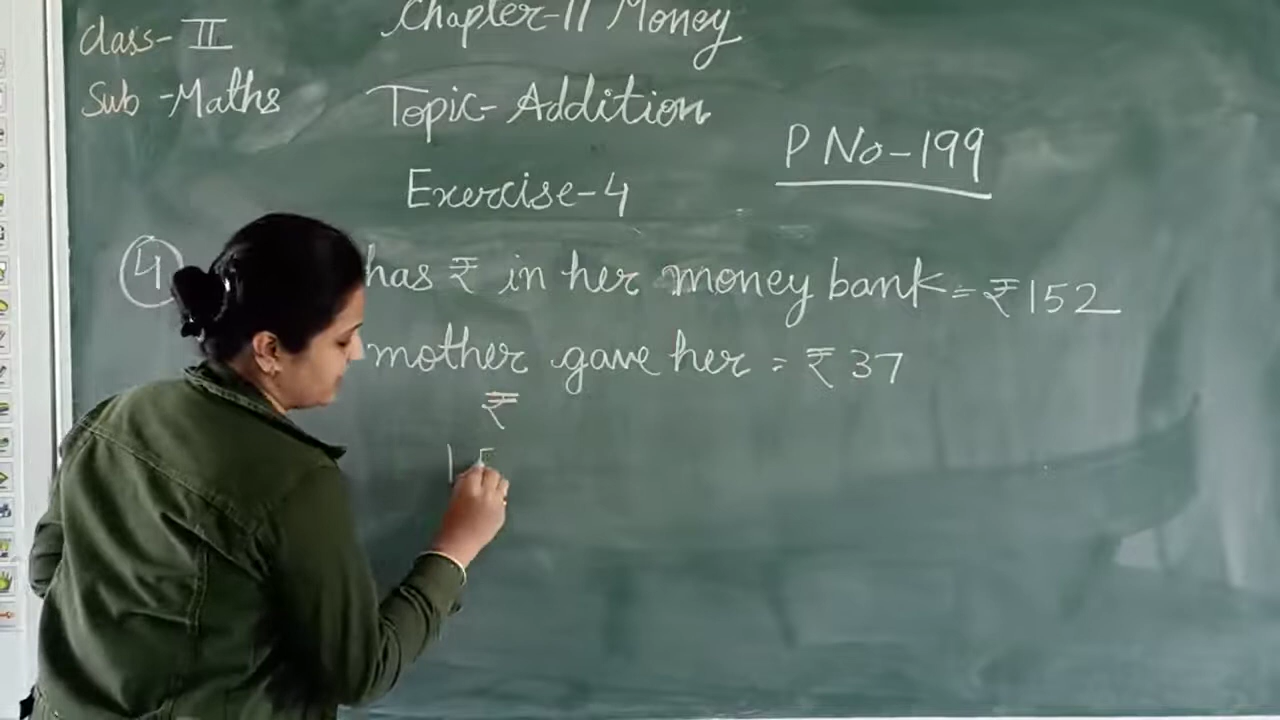 Class- II
Sub -Maths
Chapter-11 Money
Topic- Addition
P No-199
Exercise-4
4 has ₹ in her money bank = ₹152
mother gave her = ₹ 37
₹
15